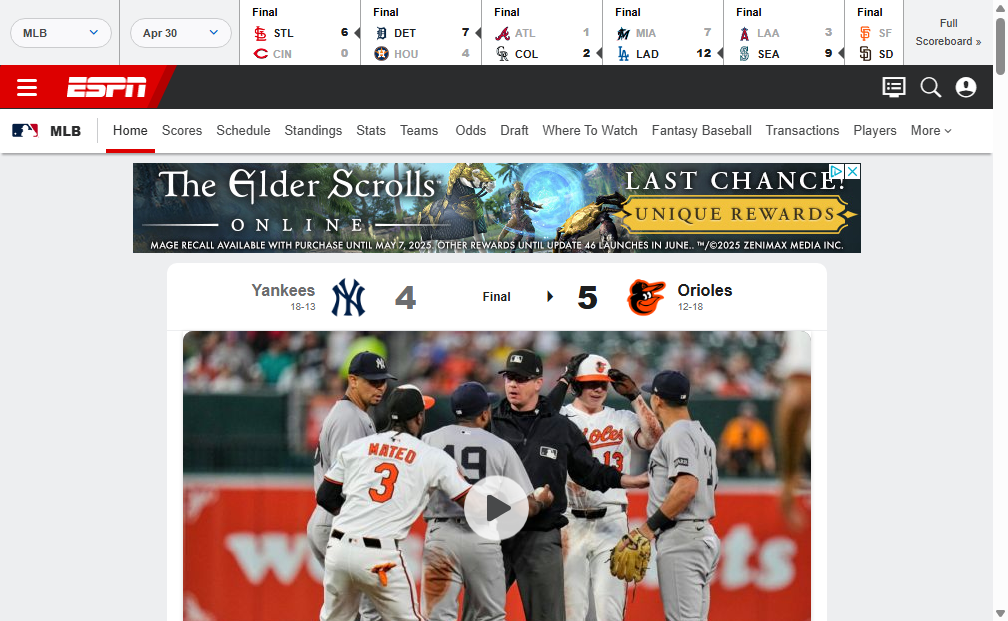 MLB
Apr 30
Final
STL 6
CIN 0
Final
DET 7
HOU 4
Final
ATL 1
COL 2
Final
MIA 7
LAD 12
Final
LAA 3
SEA 9
Final
SF
SD
Full
Scoreboard »
ESPN
MLB
Home
Scores
Schedule
Standings
Stats
Teams
Odds
Draft
Where To Watch
Fantasy Baseball
Transactions
Players
More
The Elder Scrolls
ONLINE
LAST CHANCE!
UNIQUE REWARDS
MAGE RECALL AVAILABLE WITH PURCHASE UNTIL MAY 7, 2025. OTHER REWARDS UNTIL UPDATE 46 LAUNCHES IN JUNE.. ™/©2025 ZENIMAX MEDIA INC.
Yankees
18-13
4
Final
5
Orioles
12-18
MATEO
3
19
Orioles
13